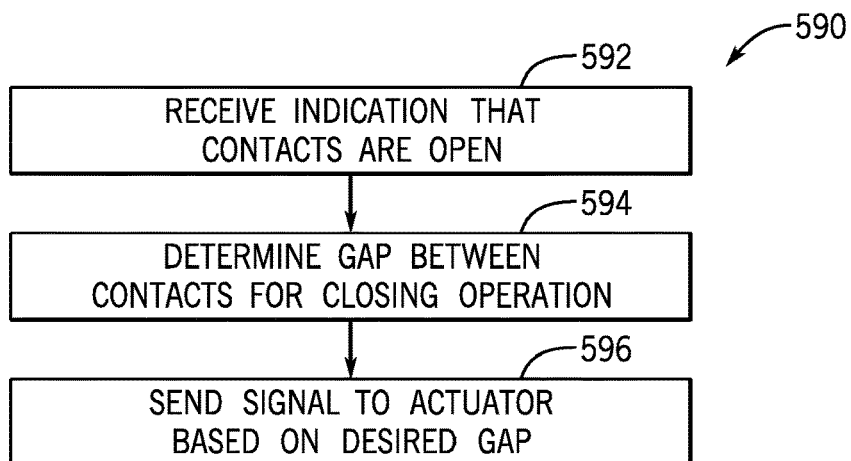 590
592
RECEIVE INDICATION THAT
CONTACTS ARE OPEN
594
DETERMINE GAP BETWEEN
CONTACTS FOR CLOSING OPERATION
596
SEND SIGNAL TO ACTUATOR
BASED ON DESIRED GAP